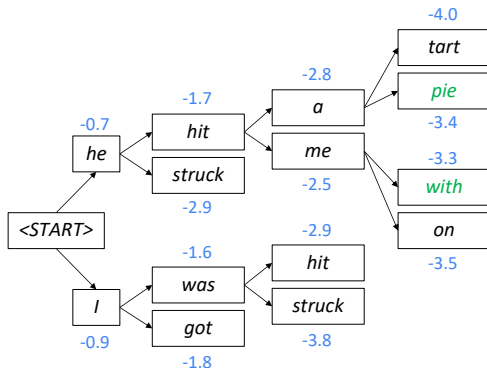 -4.0
tart
-2.8
-1.7
a
pie
-0.7
hit
-3.4
he
me
-3.3
struck
-2.5
with
-2.9
<START>
-2.9
on
-1.6
hit
-3.5
was
I
struck
got
-0.9
-3.8
-1.8